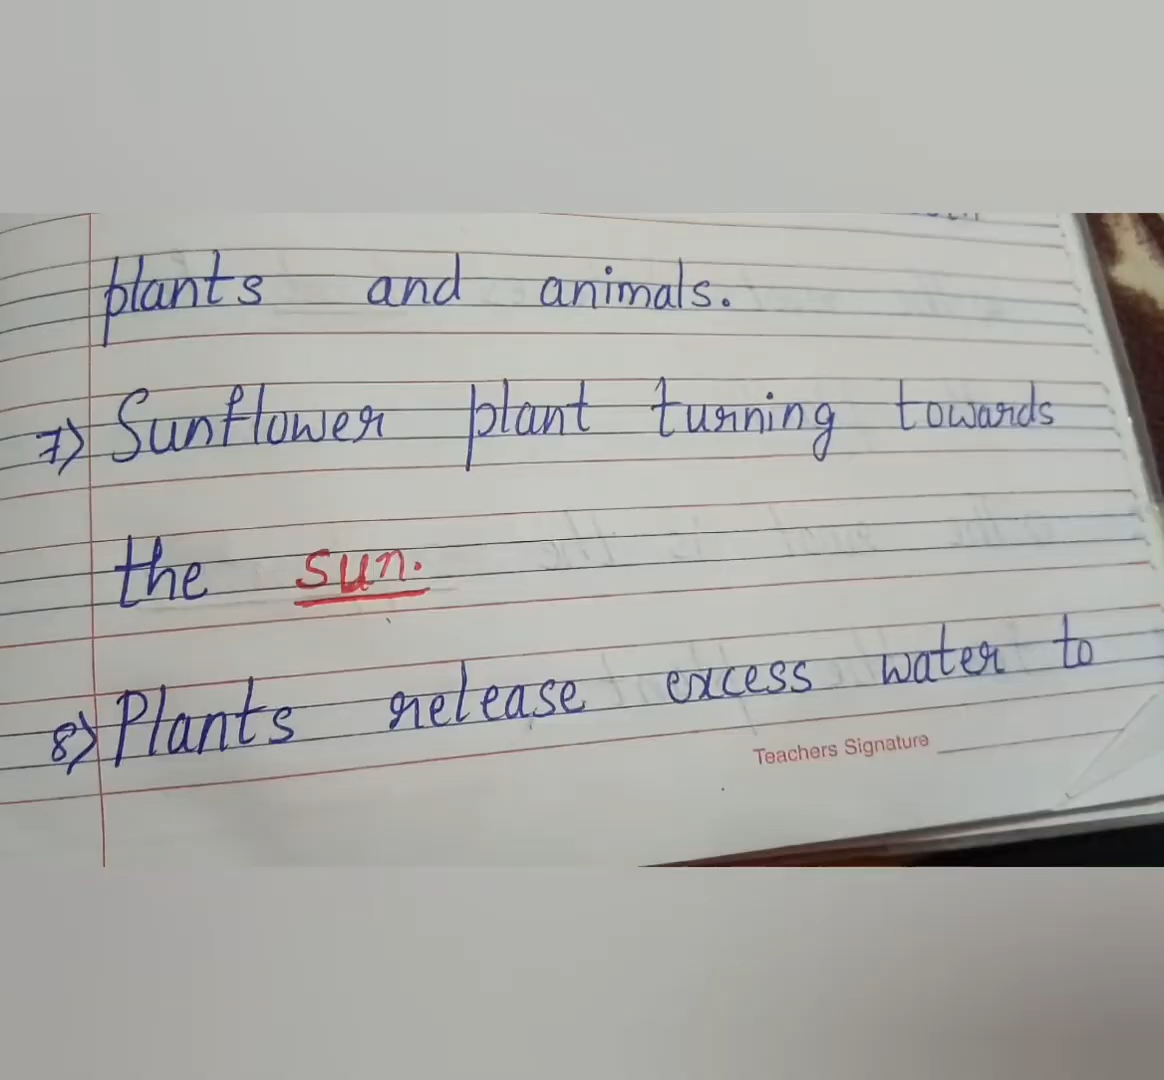 plants and animals.
7) Sunflower plant turning towards
the sun.
8) Plants release excess water to
Teachers Signature